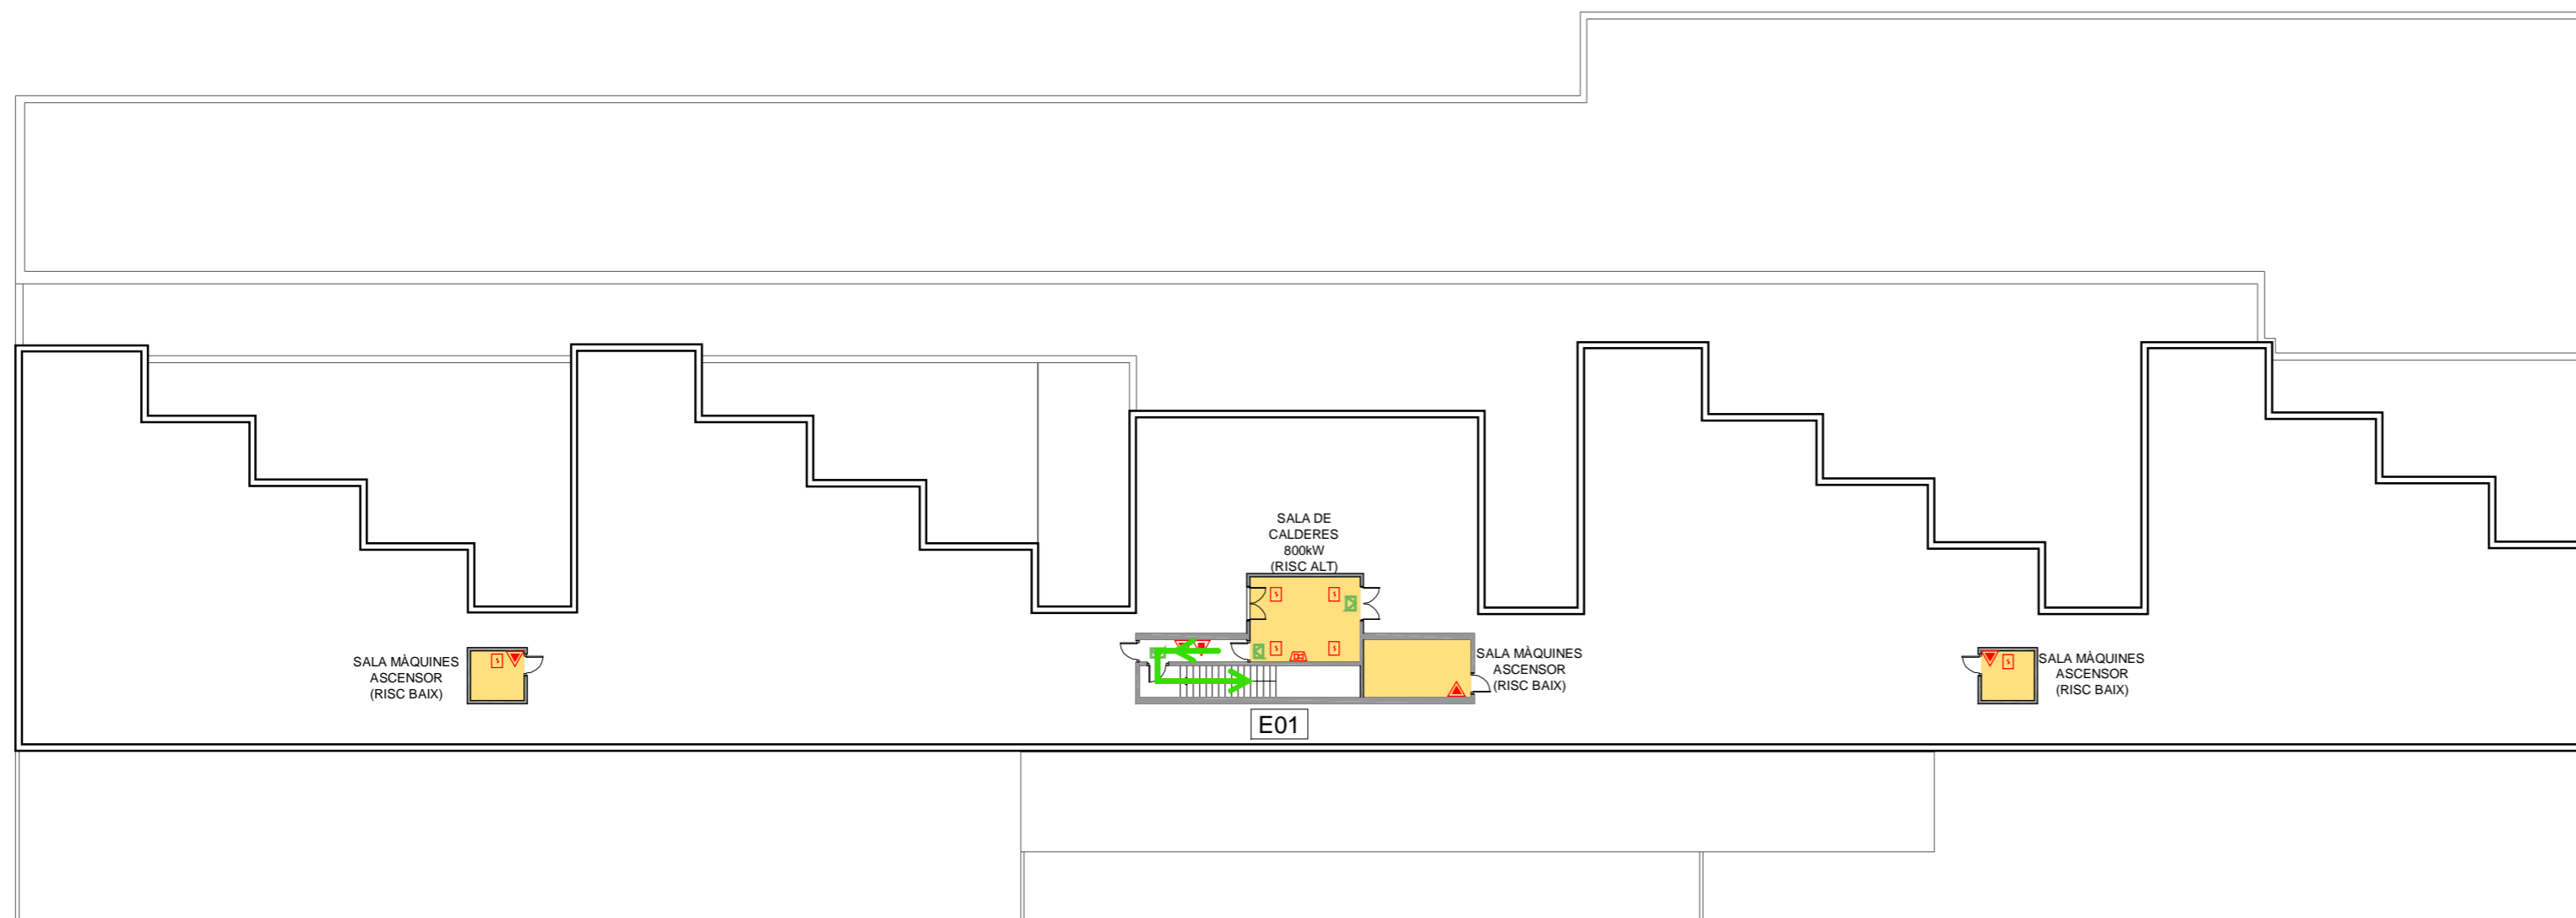 SALA DE
CALDERES
800kW
(RISC ALT)
SALA MÀQUINES
ASCENSOR
(RISC BAIX)
SALA MÀQUINES
ASCENSOR
(RISC BAIX)
SALA MÀQUINES
ASCENSOR
(RISC BAIX)
E01